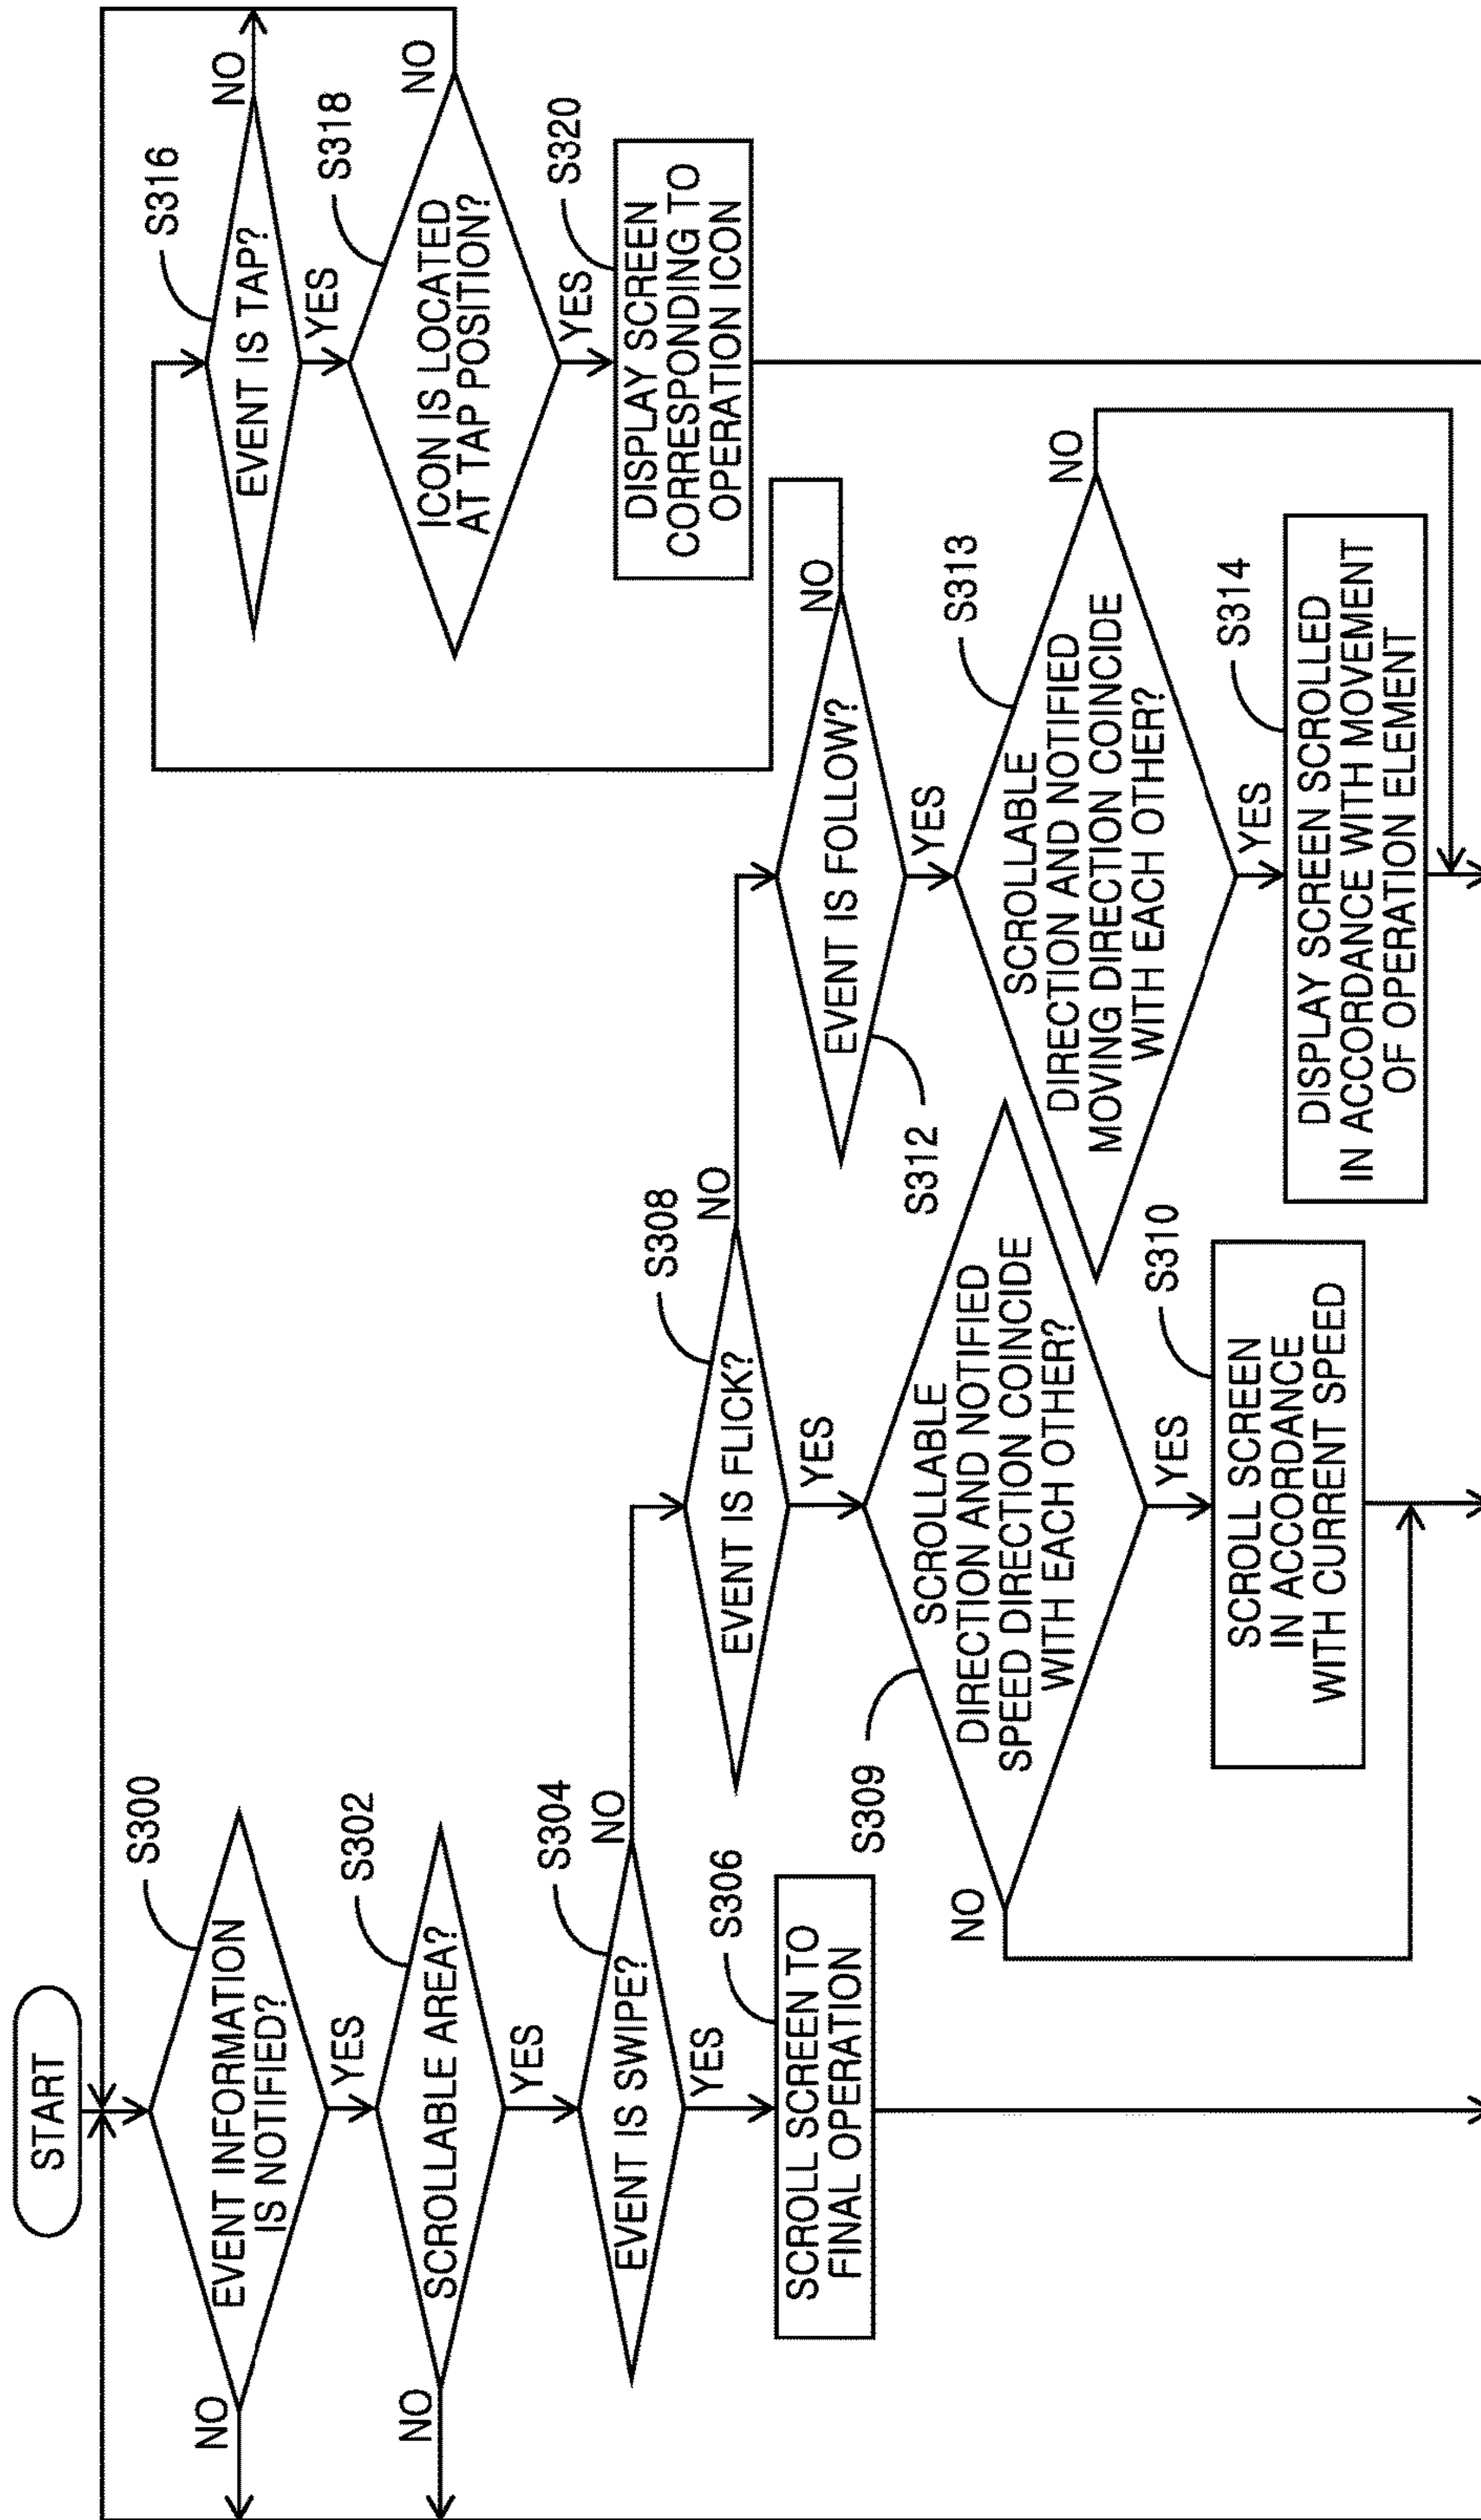 START
S300
EVENT INFORMATION
IS NOTIFIED?
NO
YES
S302
SCROLLABLE AREA?
NO
YES
S304
EVENT IS SWIPE?
NO
YES
S306
SCROLL SCREEN TO
FINAL OPERATION
S308
EVENT IS FLICK?
NO
YES
S309
SCROLLABLE
DIRECTION AND NOTIFIED
SPEED DIRECTION COINCIDE
WITH EACH OTHER?
NO
YES
S310
SCROLL SCREEN
IN ACCORDANCE
WITH CURRENT SPEED
S312
EVENT IS FOLLOW?
NO
YES
S313
SCROLLABLE
DIRECTION AND NOTIFIED
MOVING DIRECTION COINCIDE
WITH EACH OTHER?
NO
YES
S314
DISPLAY SCREEN SCROLLED
IN ACCORDANCE WITH MOVEMENT
OF OPERATION ELEMENT
S316
EVENT IS TAP?
NO
YES
S318
ICON IS LOCATED
AT TAP POSITION?
NO
YES
S320
DISPLAY SCREEN
CORRESPONDING TO
OPERATION ICON